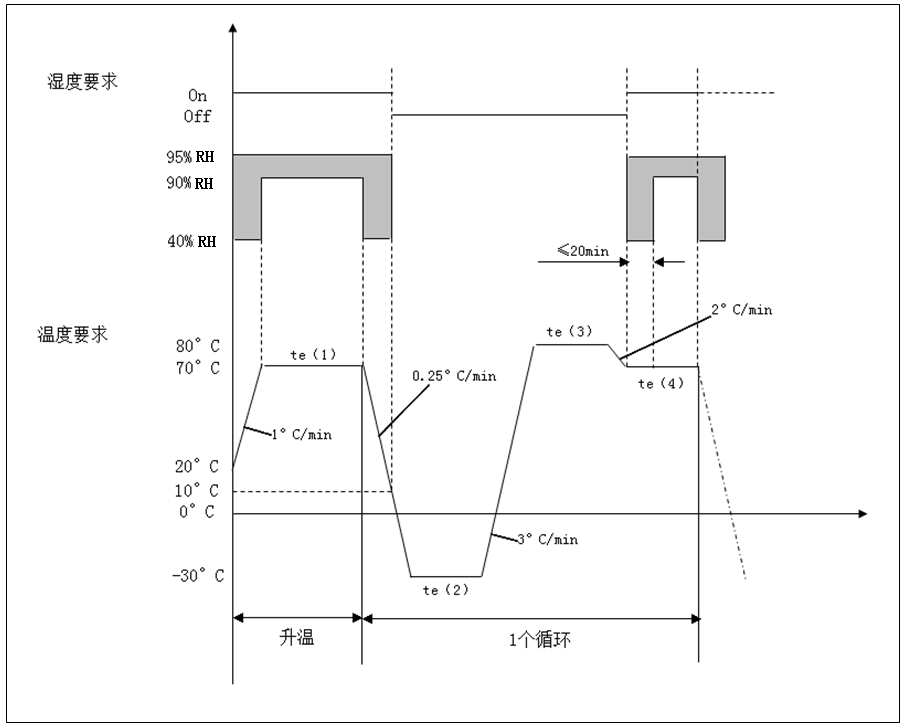 湿度要求
On
Off
95% RH
90% RH
40% RH
≤20min
温度要求
80° C
70° C
te（1）
te（3）
2° C/min
te（4）
0.25° C/min
1° C/min
20° C
10° C
0° C
3° C/min
-30° C
te（2）
升温
1个循环